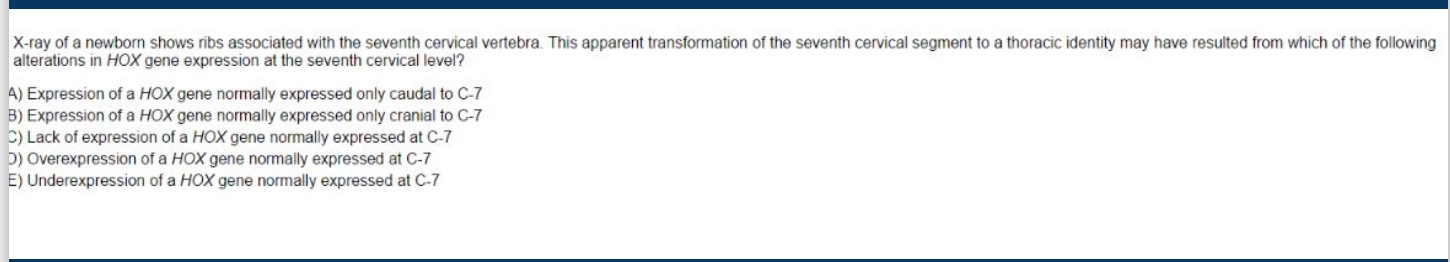 X-ray of a newborn shows ribs associated with the seventh cervical vertebra. This apparent transformation of the seventh cervical segment to a thoracic identity may have resulted from which of the following
alterations in HOX gene expression at the seventh cervical level?
A) Expression of a HOX gene normally expressed only caudal to C-7
B) Expression of a HOX gene normally expressed only cranial to C-7
C) Lack of expression of a HOX gene normally expressed at C-7
D) Overexpression of a HOX gene normally expressed at C-7
E) Underexpression of a HOX gene normally expressed at C-7